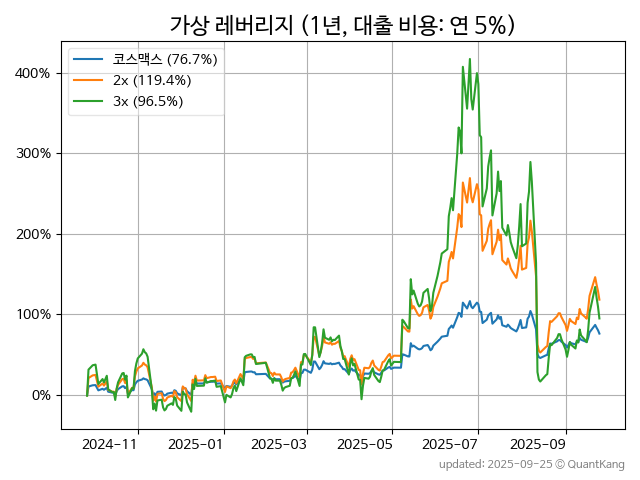 가상 레버리지 (1년, 대출 비용: 연 5%)
코스맥스 (76.7%)
2x (119.4%)
3x (96.5%)
400%
300%
200%
100%
0%
2024-11 2025-01 2025-03 2025-05 2025-07 2025-09
updated: 2025-09-25 © QuantKang